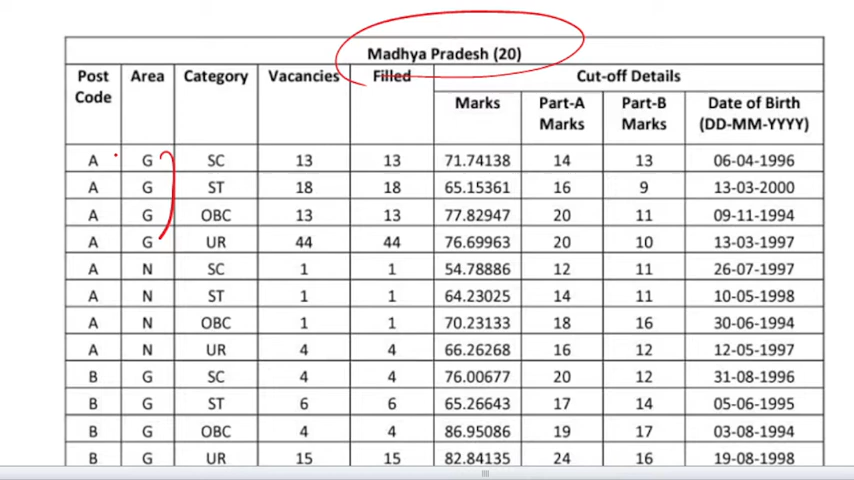 Madhya Pradesh (20)
Post Code Area Category Vacancies Filled Cut-off Details
Marks Part-A Marks Part-B Marks Date of Birth (DD-MM-YYYY)
A G SC 13 13 71.74138 14 13 06-04-1996
A G ST 18 18 65.15361 16 9 13-03-2000
A G OBC 13 13 77.82947 20 11 09-11-1994
A G UR 44 44 76.69963 20 10 13-03-1997
A N SC 1 1 54.78886 12 11 26-07-1997
A N ST 1 1 64.23025 14 11 10-05-1998
A N OBC 1 1 70.23133 18 16 30-06-1994
A N UR 4 4 66.26268 16 12 12-05-1997
B G SC 4 4 76.00677 20 12 31-08-1996
B G ST 6 6 65.26643 17 14 05-06-1995
B G OBC 4 4 86.95086 19 17 03-08-1994
B G UR 15 15 82.84135 24 16 19-08-1998